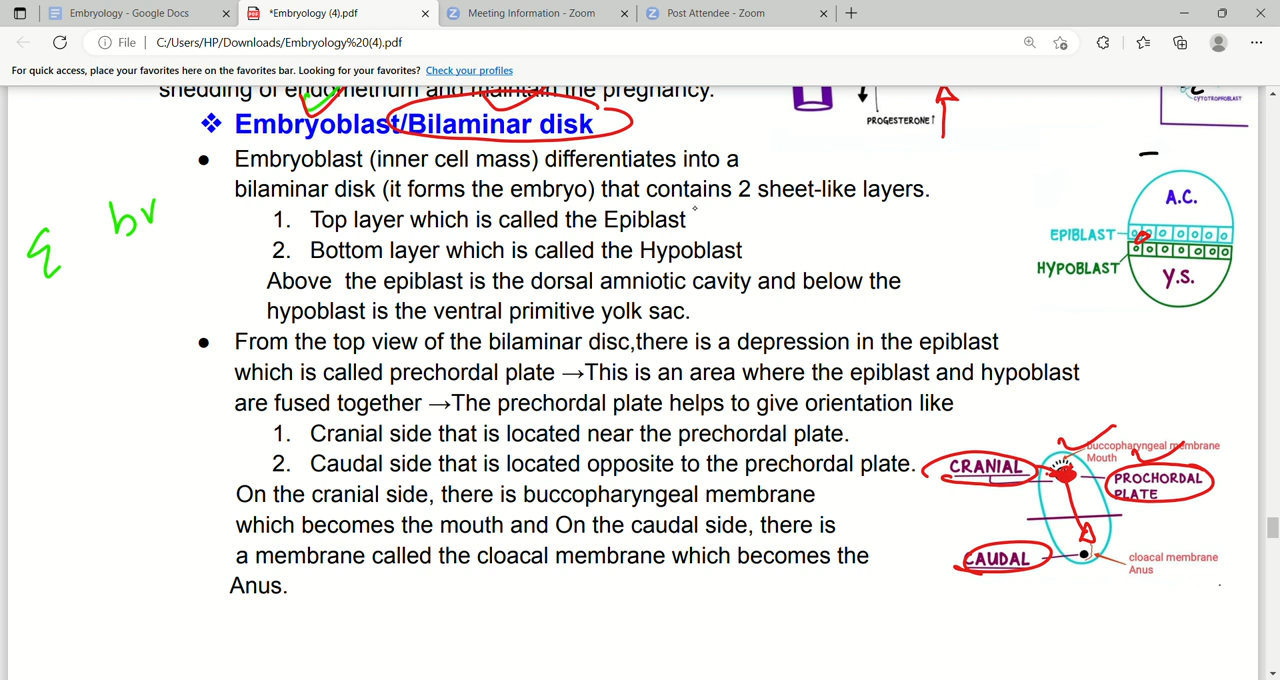 Embryology - Google Docs
*Embryology (4).pdf
Meeting Information - Zoom
Post Attendee - Zoom
File
C:/Users/HP/Downloads/Embryology%20(4).pdf
For quick access, place your favorites here on the favorites bar. Looking for your favorites? Check your profiles
shedding of endometrium and maintain the pregnancy.
PROGESTERONE↑
CYTOTROPHOBLAST
❖ Embryoblast/Bilaminar disk
● Embryoblast (inner cell mass) differentiates into a
bilaminar disk (it forms the embryo) that contains 2 sheet-like layers.
1. Top layer which is called the Epiblast
2. Bottom layer which is called the Hypoblast
Above the epiblast is the dorsal amniotic cavity and below the
hypoblast is the ventral primitive yolk sac.
br
A.C.
EPIBLAST
HYPOBLAST
Y.S.
● From the top view of the bilaminar disc,there is a depression in the epiblast
which is called prechordal plate →This is an area where the epiblast and hypoblast
are fused together →The prechordal plate helps to give orientation like
1. Cranial side that is located near the prechordal plate.
2. Caudal side that is located opposite to the prechordal plate.
On the cranial side, there is buccopharyngeal membrane
which becomes the mouth and On the caudal side, there is
a membrane called the cloacal membrane which becomes the
Anus.
buccopharyngeal membrane
Mouth
CRANIAL
PROCHORDAL
PLATE
CAUDAL
cloacal membrane
Anus